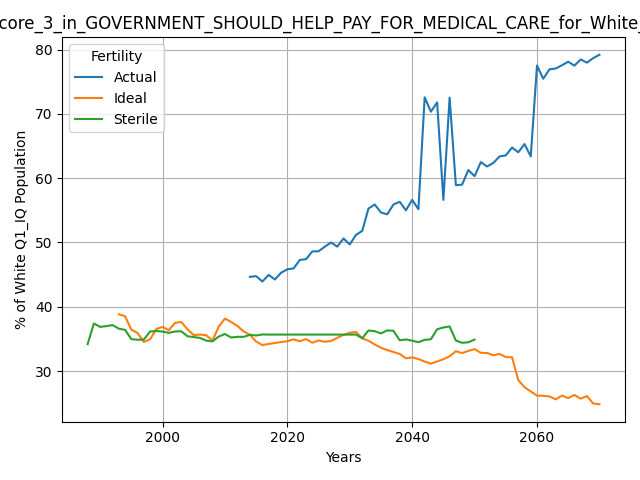 core_3_in_GOVERNMENT_SHOULD_HELP_PAY_FOR_MEDICAL_CARE_for_White_
80
70
60
50
40
30
% of White Q1_IQ Population
Fertility
Actual
Ideal
Sterile
2000
2020
2040
2060
Years